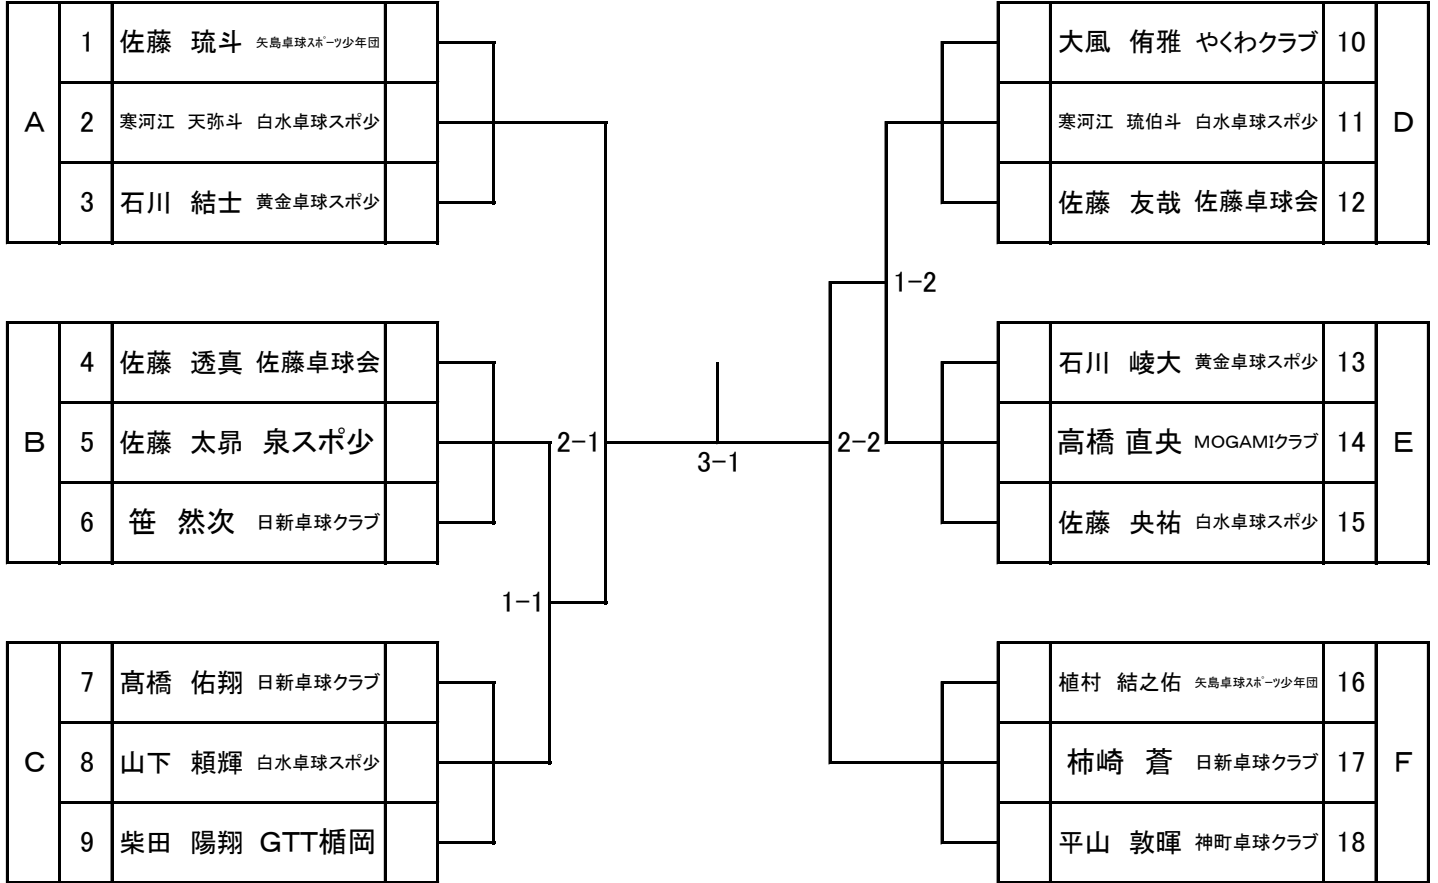 A
1 佐藤 琉斗 矢島卓球スポーツ少年団
2 寒河江 天弥斗 白水卓球スポ少
3 石川 結士 黄金卓球スポ少
B
4 佐藤 透真 佐藤卓球会
5 佐藤 太昴 泉スポ少
6 笹 然次 日新卓球クラブ
C
7 髙橋 佑翔 日新卓球クラブ
8 山下 頼輝 白水卓球スポ少
9 柴田 陽翔 GTT楯岡
2-1
1-1
3-1
1-2
2-2
大風 侑雅 やくわクラブ 10
寒河江 琉伯斗 白水卓球スポ少 11
佐藤 友哉 佐藤卓球会 12
D
石川 崚大 黄金卓球スポ少 13
高橋 直央 MOGAMIクラブ 14
佐藤 央祐 白水卓球スポ少 15
E
植村 結之佑 矢島卓球スポーツ少年団 16
柿崎 蒼 日新卓球クラブ 17
平山 敦暉 神町卓球クラブ 18
F